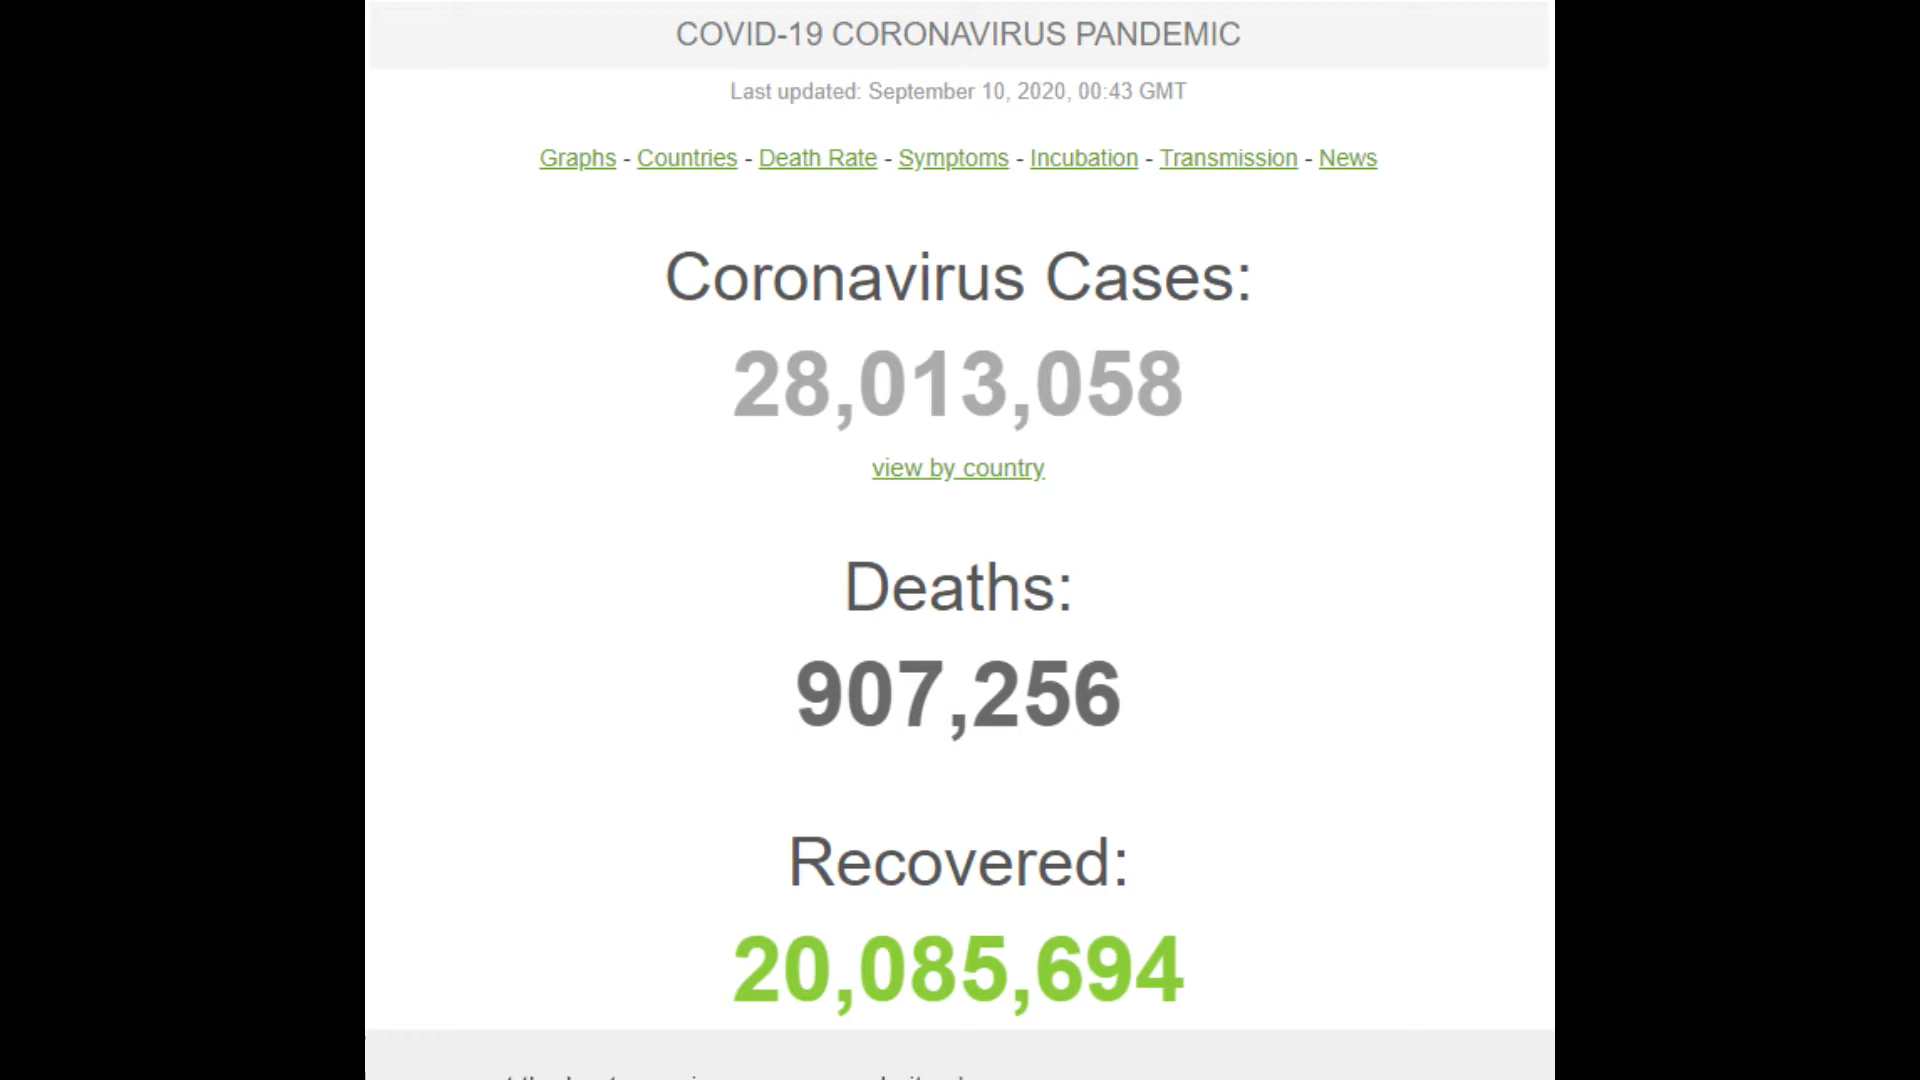 COVID-19 CORONAVIRUS PANDEMIC
Last updated: September 10, 2020, 00:43 GMT
Graphs - Countries - Death Rate - Symptoms - Incubation - Transmission - News
Coronavirus Cases:
28,013,058
view by country
Deaths:
907,256
Recovered:
20,085,694